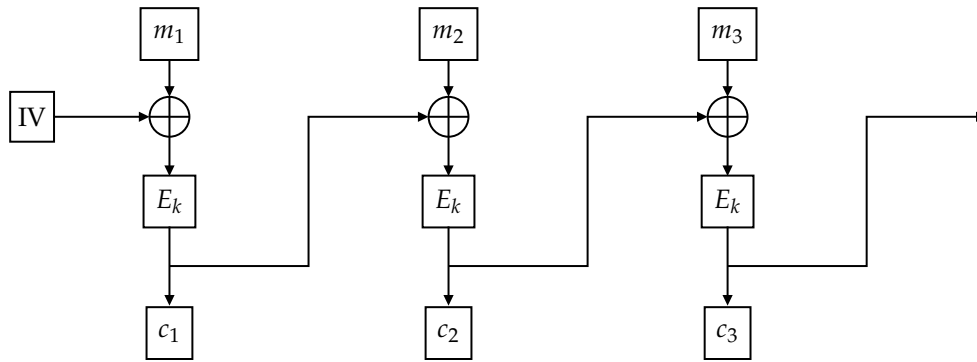 m₁ m₂ m₃
IV
Eₖ Eₖ Eₖ
c₁ c₂ c₃